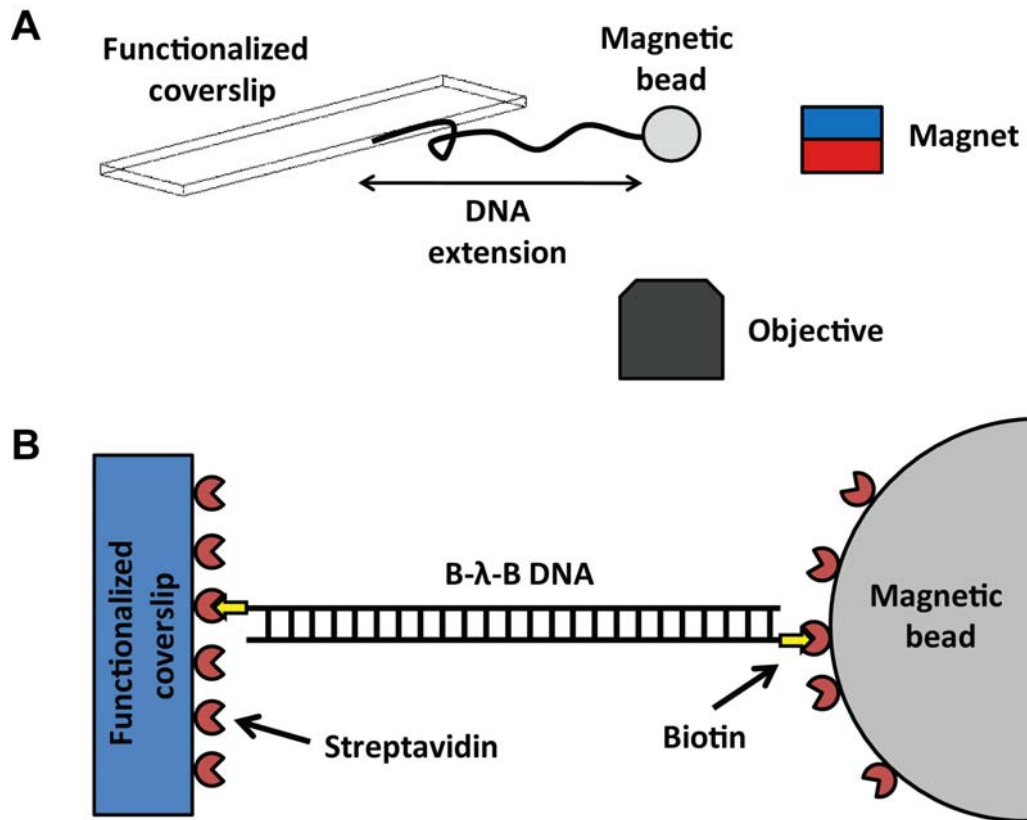 A
Functionalized
coverslip
Magnetic
bead
Magnet
DNA
extension
Objective
B
Functionalized
coverslip
B-λ-B DNA
Magnetic
bead
Streptavidin
Biotin